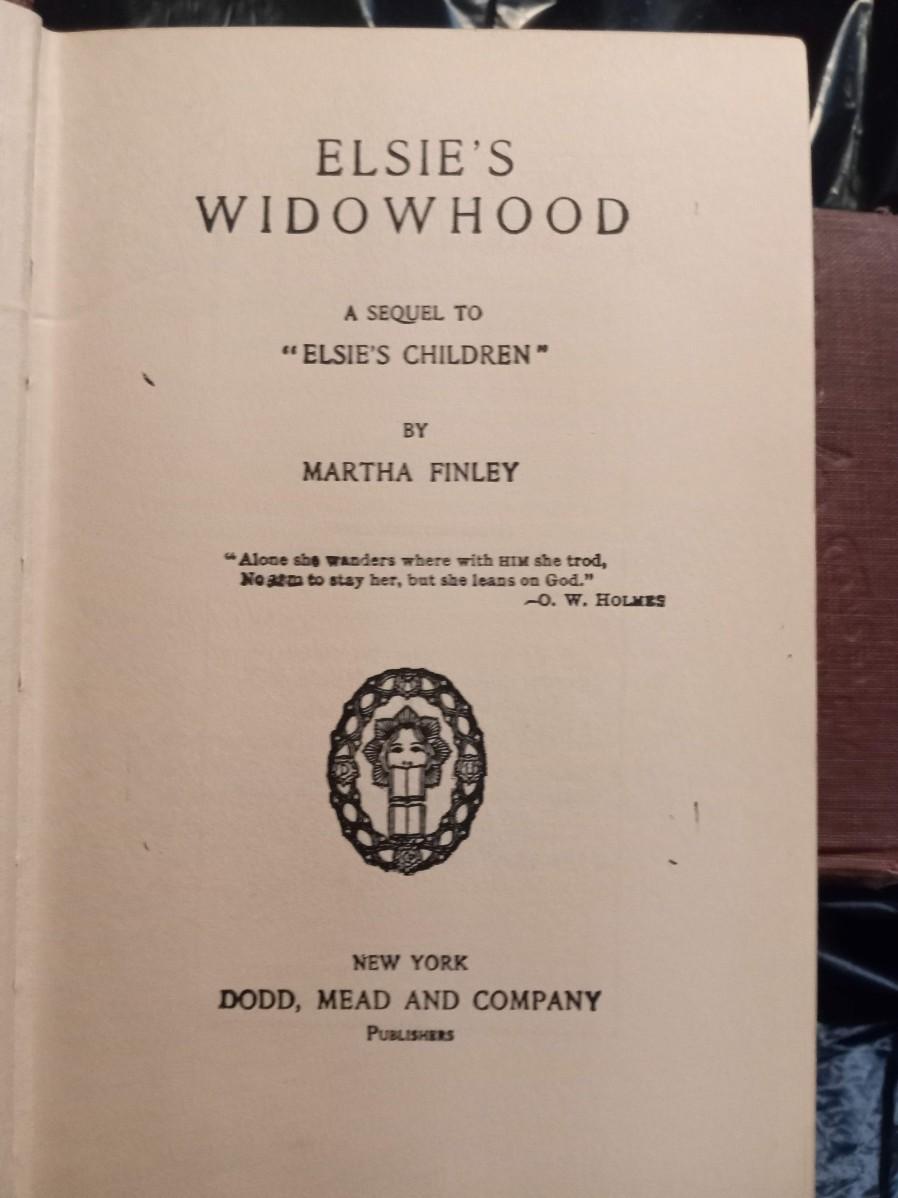 ELSIE'S
WIDOWHOOD
A SEQUEL TO
“ELSIE'S CHILDREN”
BY
MARTHA FINLEY
“Alone she wanders where with HIM she trod,
No arm to stay her, but she leans on God.”
—O. W. HOLMES
NEW YORK
DODD, MEAD AND COMPANY
PUBLISHERS